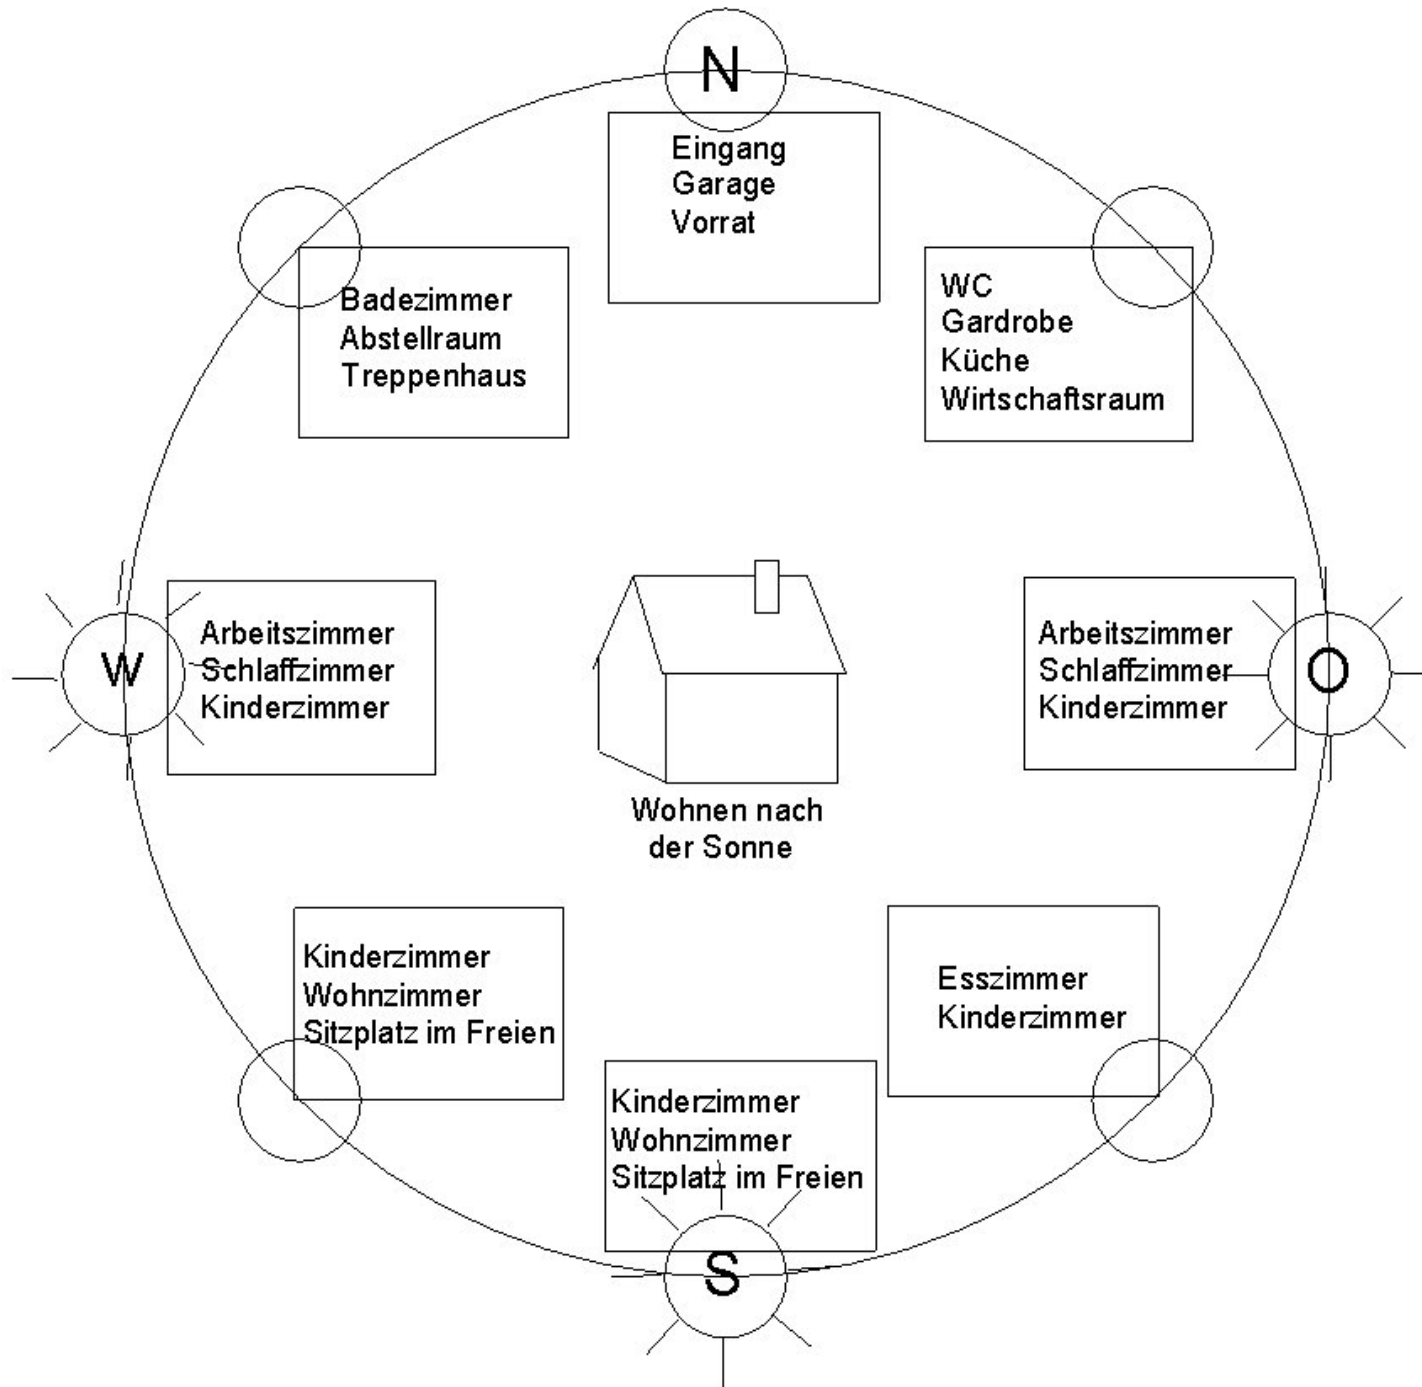 N
Eingang
Garage
Vorrat
Badezimmer
Abstellraum
Treppenhaus
WC
Gardrobe
Küche
Wirtschaftsraum
W
Arbeitszimmer
Schlaffzimmer
Kinderzimmer
Arbeitszimmer
Schlaffzimmer
Kinderzimmer
O
Wohnen nach
der Sonne
Kinderzimmer
Wohnzimmer
Sitzplatz im Freien
Esszimmer
Kinderzimmer
Kinderzimmer
Wohnzimmer
Sitzplatz im Freien
S